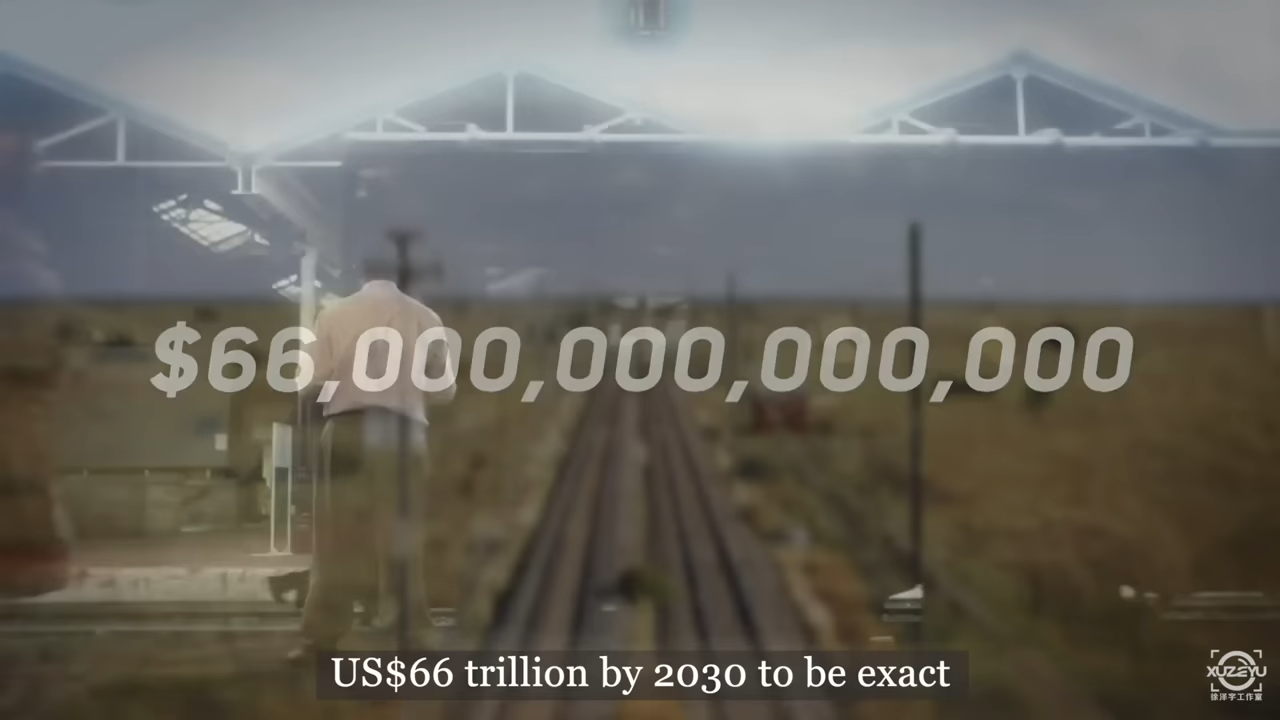 $66,000,000,000,000
US$66 trillion by 2030 to be exact
XUZEYU
徐泽宇工作室